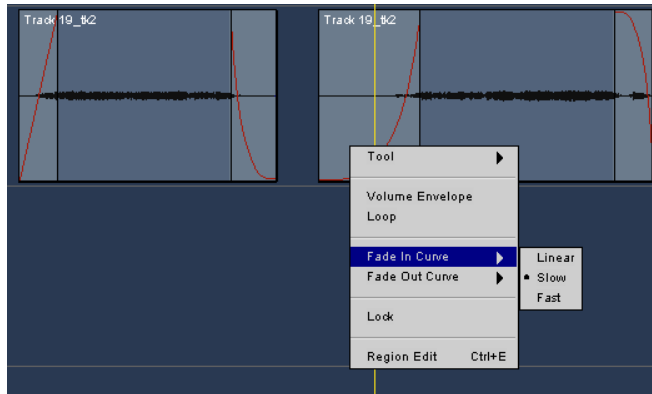 Track 19_tk2
Track 19_tk2
Tool
Volume Envelope
Loop
Fade In Curve
Linear
Fade Out Curve
Slow
Fast
Lock
Region Edit Ctrl+E